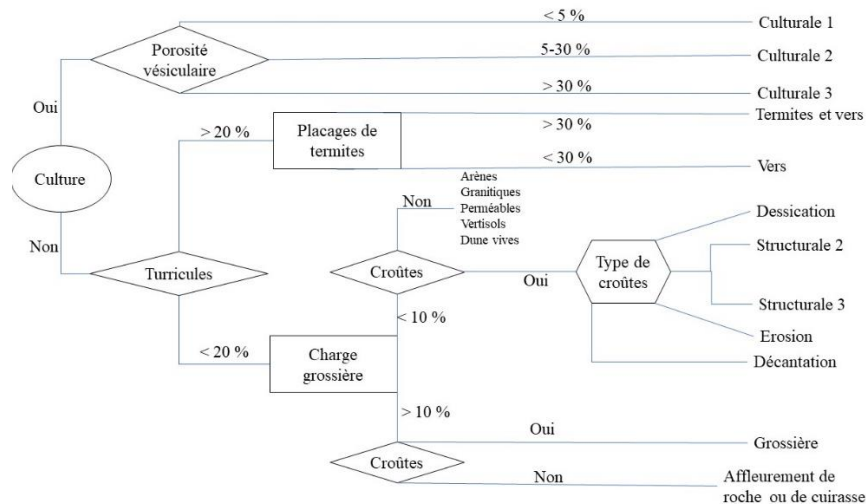 < 5 %
Culturale 1
Porosité
vésiculaire
5-30 %
Culturale 2
> 30 %
Culturale 3
Oui
> 20 %
Placages de
termites
> 30 %
Termites et vers
< 30 %
Vers
Culture
Arènes
Granitiques
Perméables
Vertisols
Dune vives
Non
Non
Turricules
Croûtes
Oui
Type de
croûtes
Dessication
Structurale 2
Structurale 3
Erosion
Décantation
< 10 %
< 20 %
Charge
grossière
> 10 %
Croûtes
Oui
Grossière
Non
Affleurement de
roche ou de cuirasse